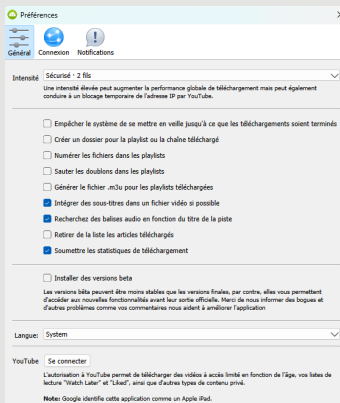 Préférences
Général Connexion Notifications
Intensité Sécurisé · 2 fils
Une intensité élevée peut augmenter la performance globale de téléchargement mais peut également
conduire à un blocage temporaire de l'adresse IP par YouTube.
Empêcher le système de se mettre en veille jusqu'à ce que les téléchargements soient terminés
Créer un dossier pour la playlist ou la chaîne téléchargé
Numérer les fichiers dans les playlists
Sauter les doublons dans les playlists
Générer le fichier .m3u pour les playlists téléchargées
Intégrer des sous-titres dans un fichier vidéo si possible
Recherchez des balises audio en fonction du titre de la piste
Retirer de la liste les articles téléchargés
Soumettre les statistiques de téléchargement
Installer des versions beta
Les versions bêta peuvent être moins stables que les versions finales, par contre, elles vous permettent
d'accéder aux nouvelles fonctionnalités avant leur sortie officielle. Merci de nous informer des bogues et
d'autres problèmes comme vos commentaires nous aident à améliorer l'application
Langue: System
YouTube Se connecter
L'autorisation à YouTube permet de télécharger des vidéos à accès limité en fonction de l'âge, vos listes de
lecture "Watch Later" et "Liked", ainsi que d'autres types de contenu privé.
Note: Google identifie cette application comme un Apple iPad.